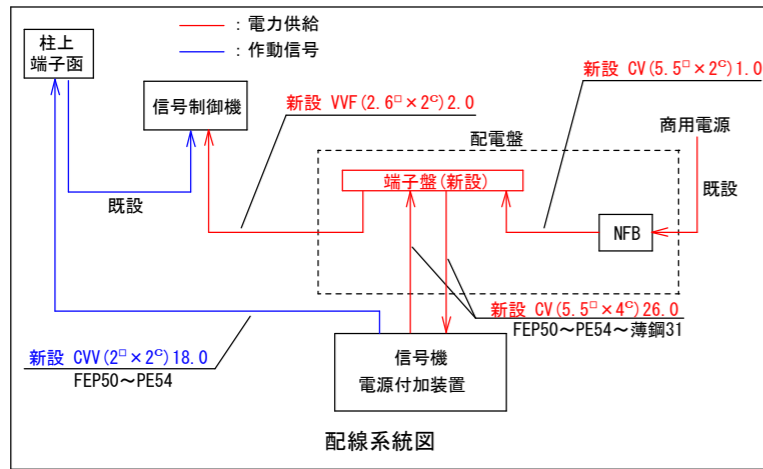 ：電力供給
：作動信号
柱上
端子函
信号制御機
新設 VVF(2.6□×2C)2.0
新設 CV(5.5□×2C)1.0
配電盤
商用電源
端子盤(新設)
既設
既設
NFB
新設 CV(5.5□×4C)26.0
FEP50～PE54～薄鋼31
新設 CVV(2□×2C)18.0
FEP50～PE54
信号機
電源付加装置
配線系統図